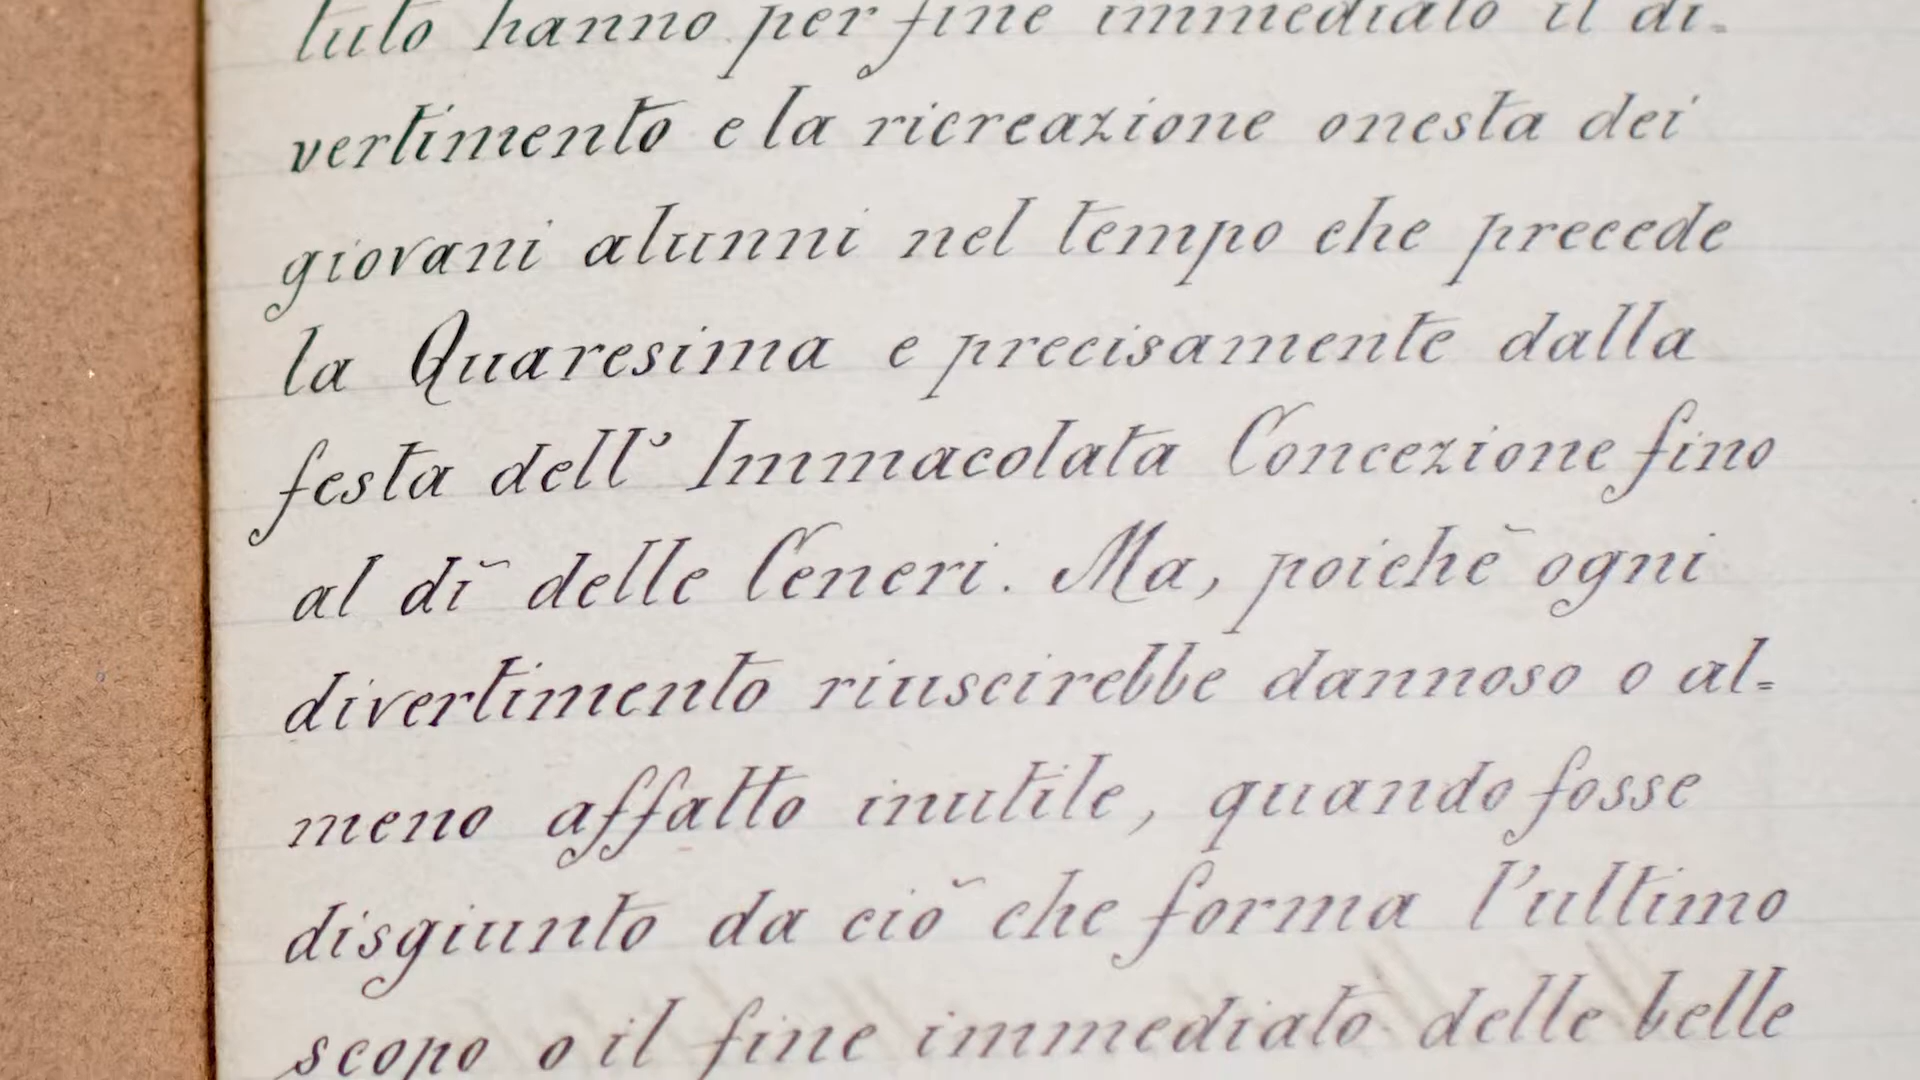 tuto hanno per fine immediato il di=
vertimento e la ricreazione onesta dei
giovani alunni nel tempo che precede
la Quaresima e precisamente dalla
festa dell' Immacolata Concezione fino
al dì delle Ceneri. Ma, poichè ogni
divertimento riuscirebbe dannoso o al=
meno affatto inutile, quando fosse
disgiunto da ciò che forma l'ultimo
scopo o il fine immediato delle belle